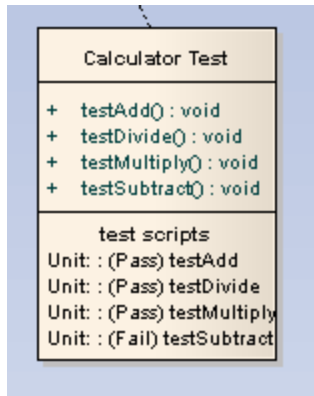 Calculator Test
+ testAdd() : void
+ testDivide() : void
+ testMultiply() : void
+ testSubtract() : void
test scripts
Unit: : (Pass) testAdd
Unit: : (Pass) testDivide
Unit: : (Pass) testMultiply
Unit: : (Fail) testSubtract